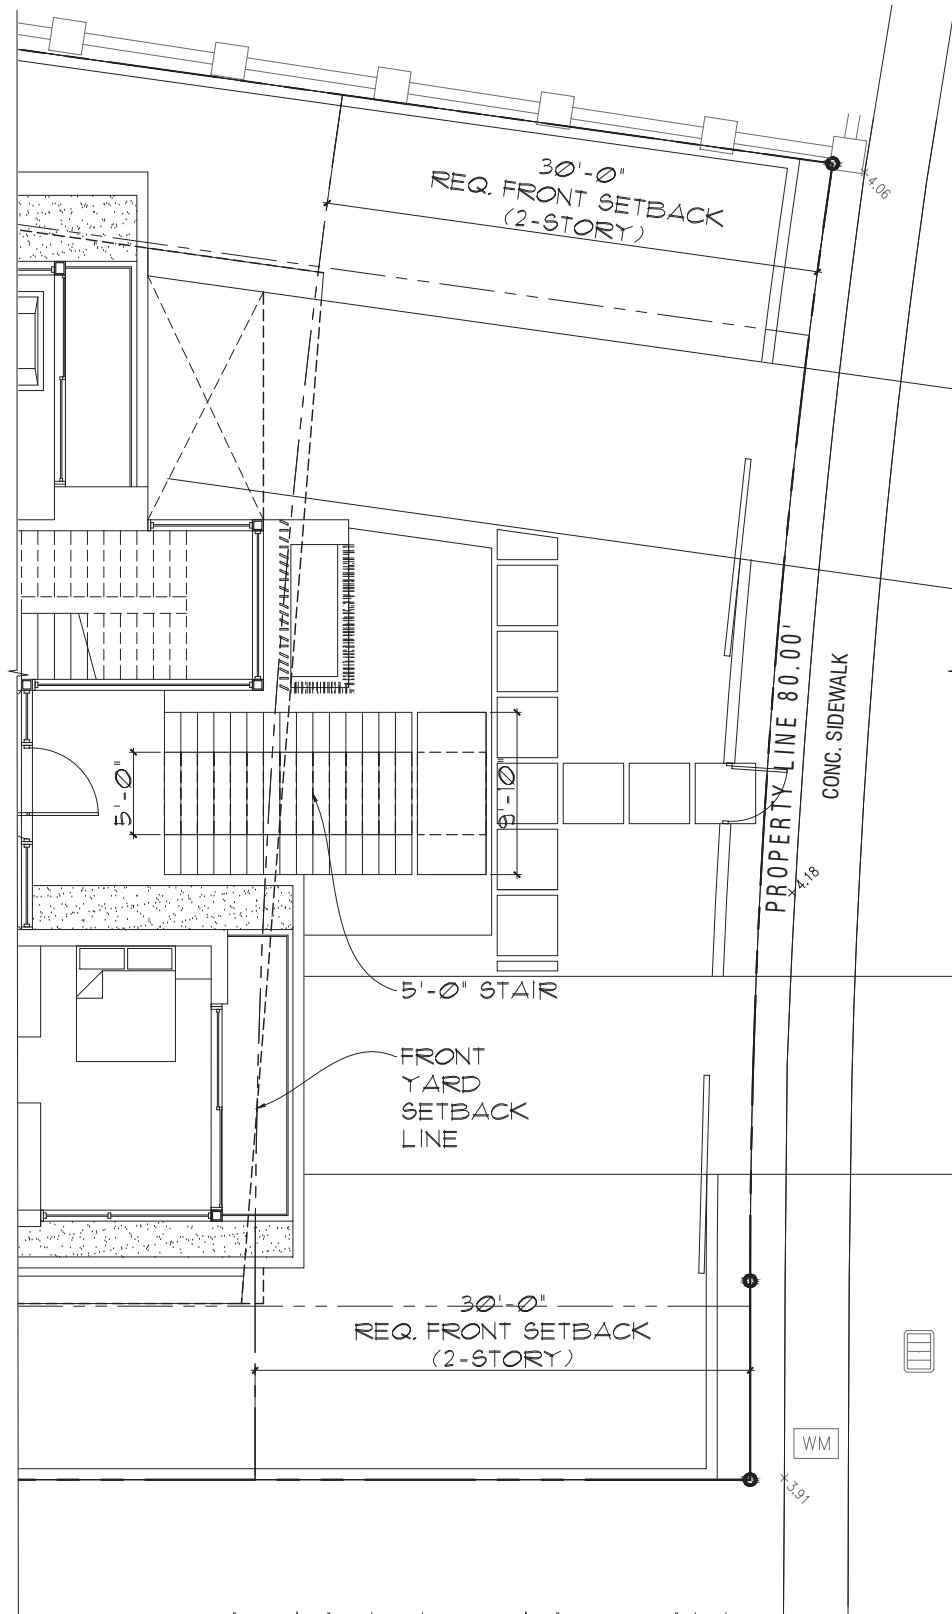 30'-0"
REQ. FRONT SETBACK
(2-STORY)
4.06
PROPERTY LINE 80.00'
CONC. SIDEWALK
5'-0"
9'-10"
4.18
5'-0" STAIR
FRONT
YARD
SETBACK
LINE
30'-0"
REQ. FRONT SETBACK
(2-STORY)
WM
3.91